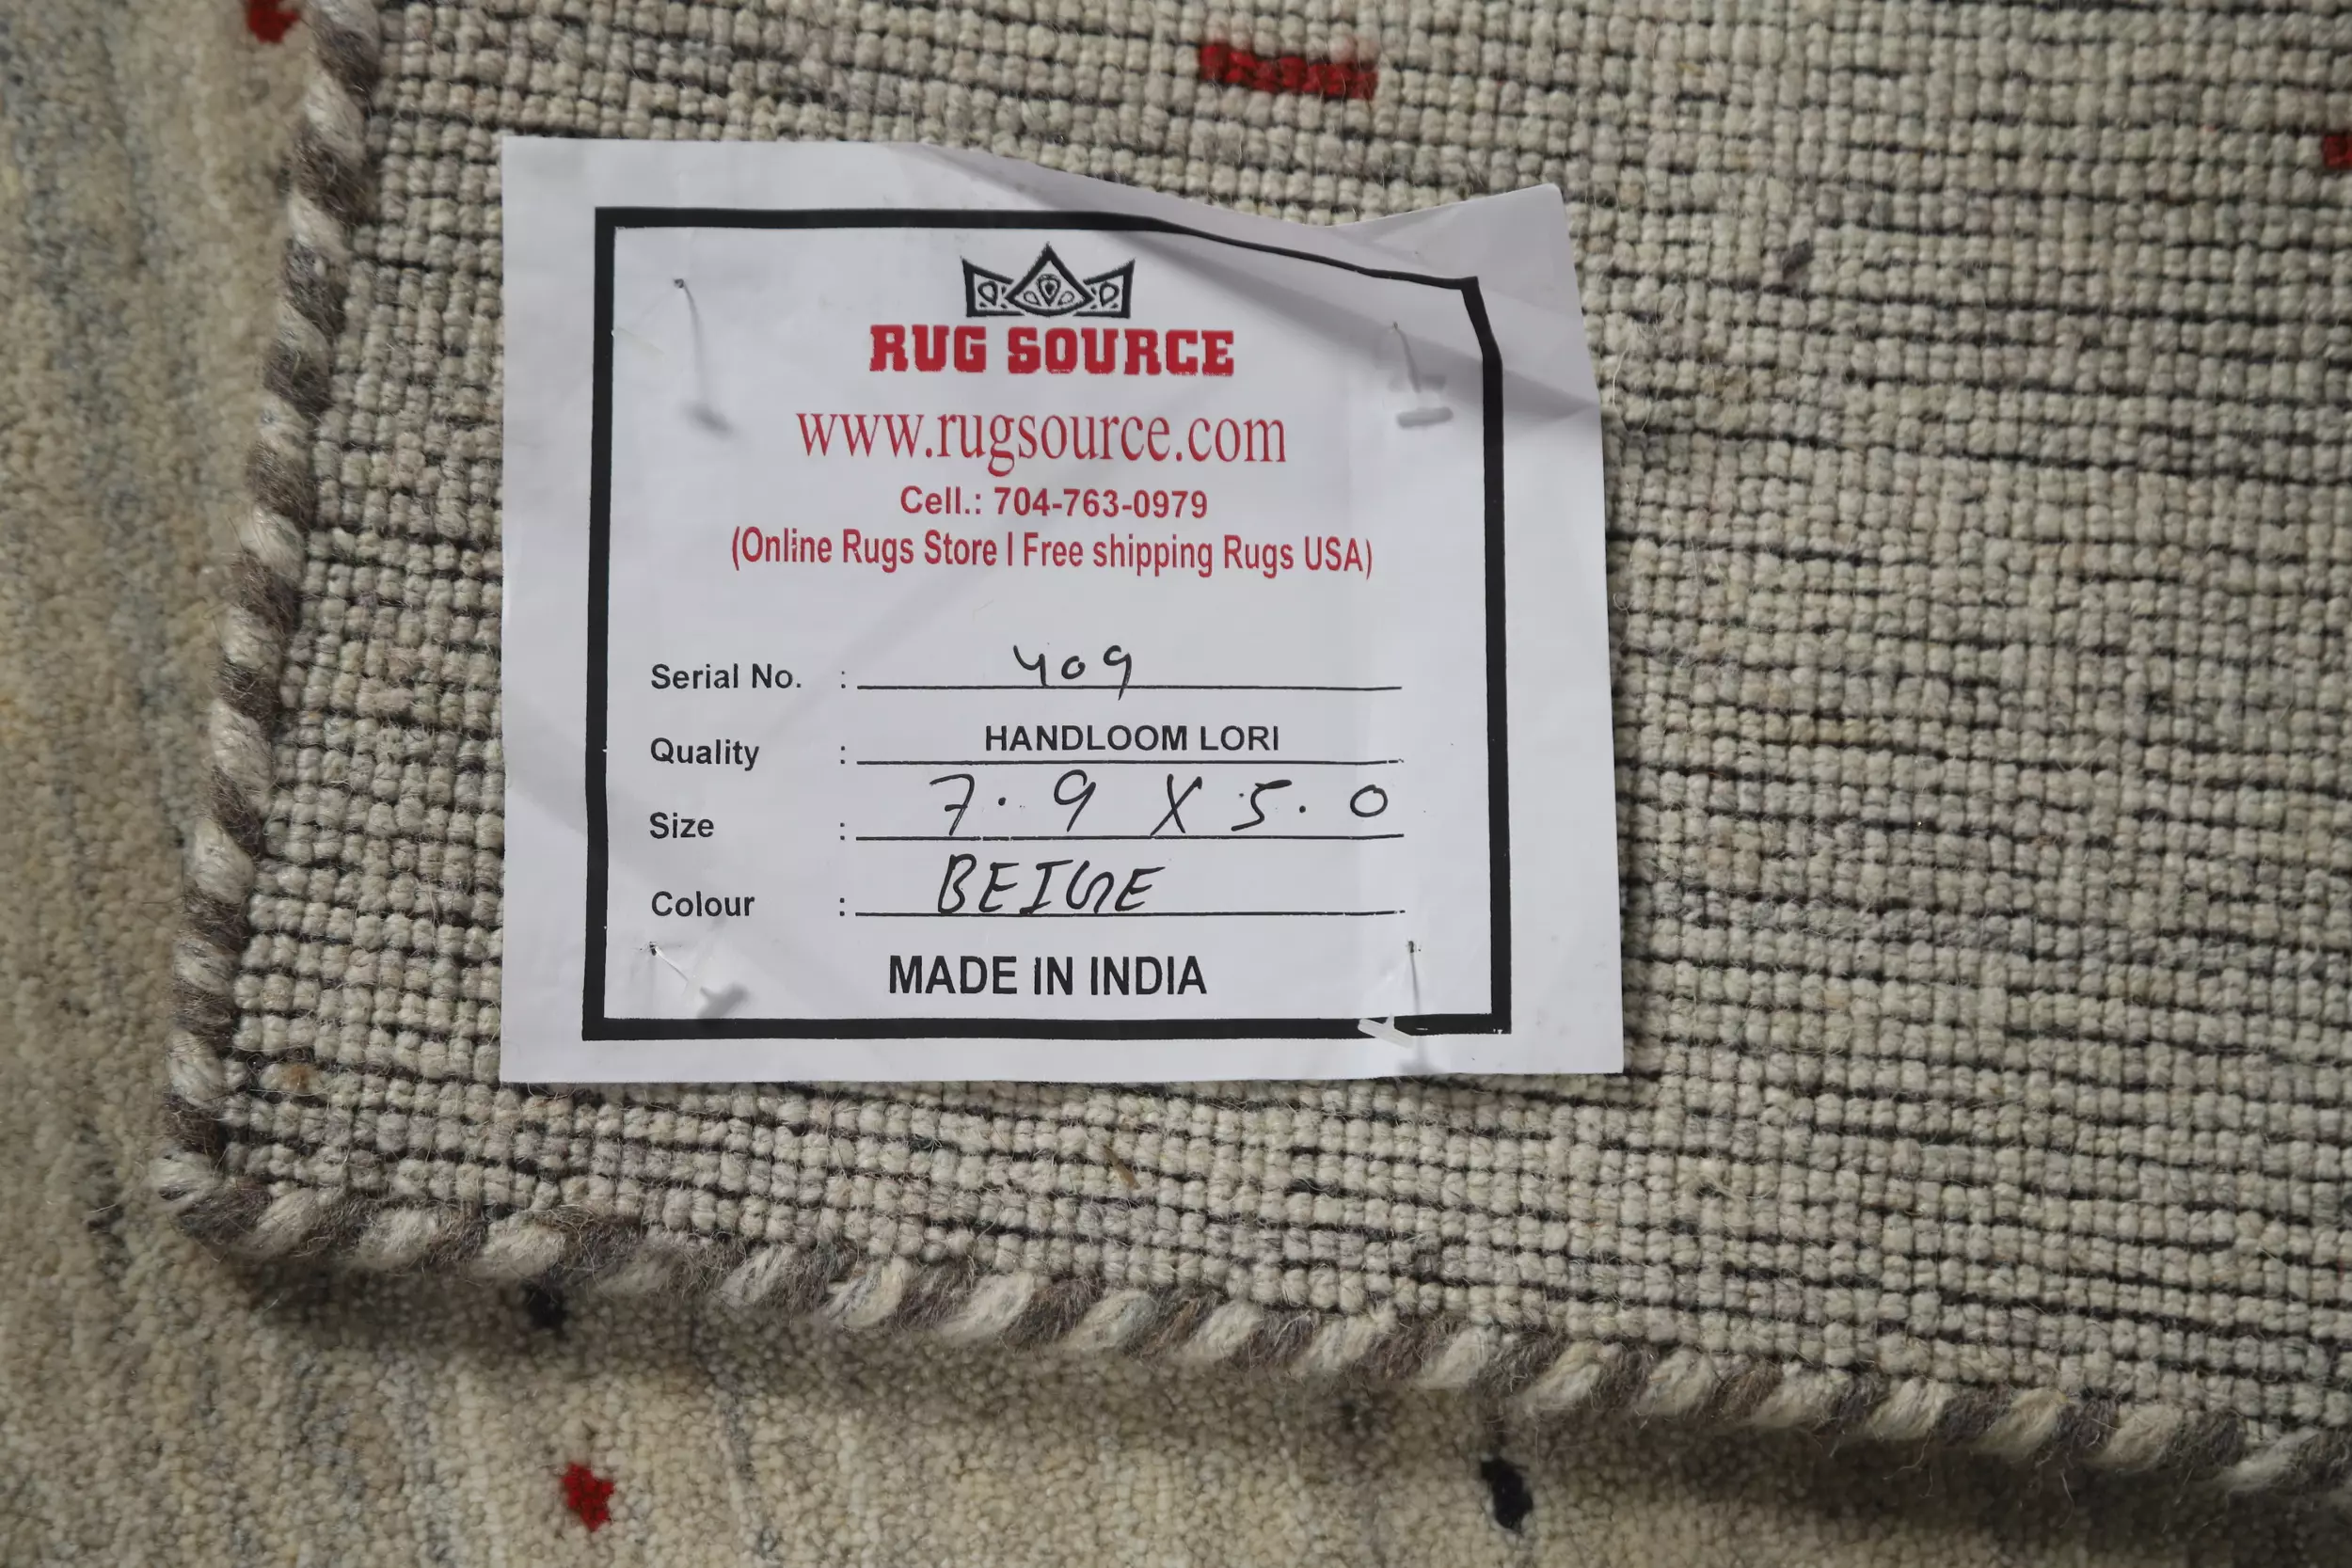 RUG SOURCE
www.rugsource.com
Cell.: 704-763-0979
(Online Rugs Store | Free shipping Rugs USA)
Serial No. : 409
Quality : HANDLOOM LORI
Size : 7.9 X 5.0
Colour : BEIGE
MADE IN INDIA